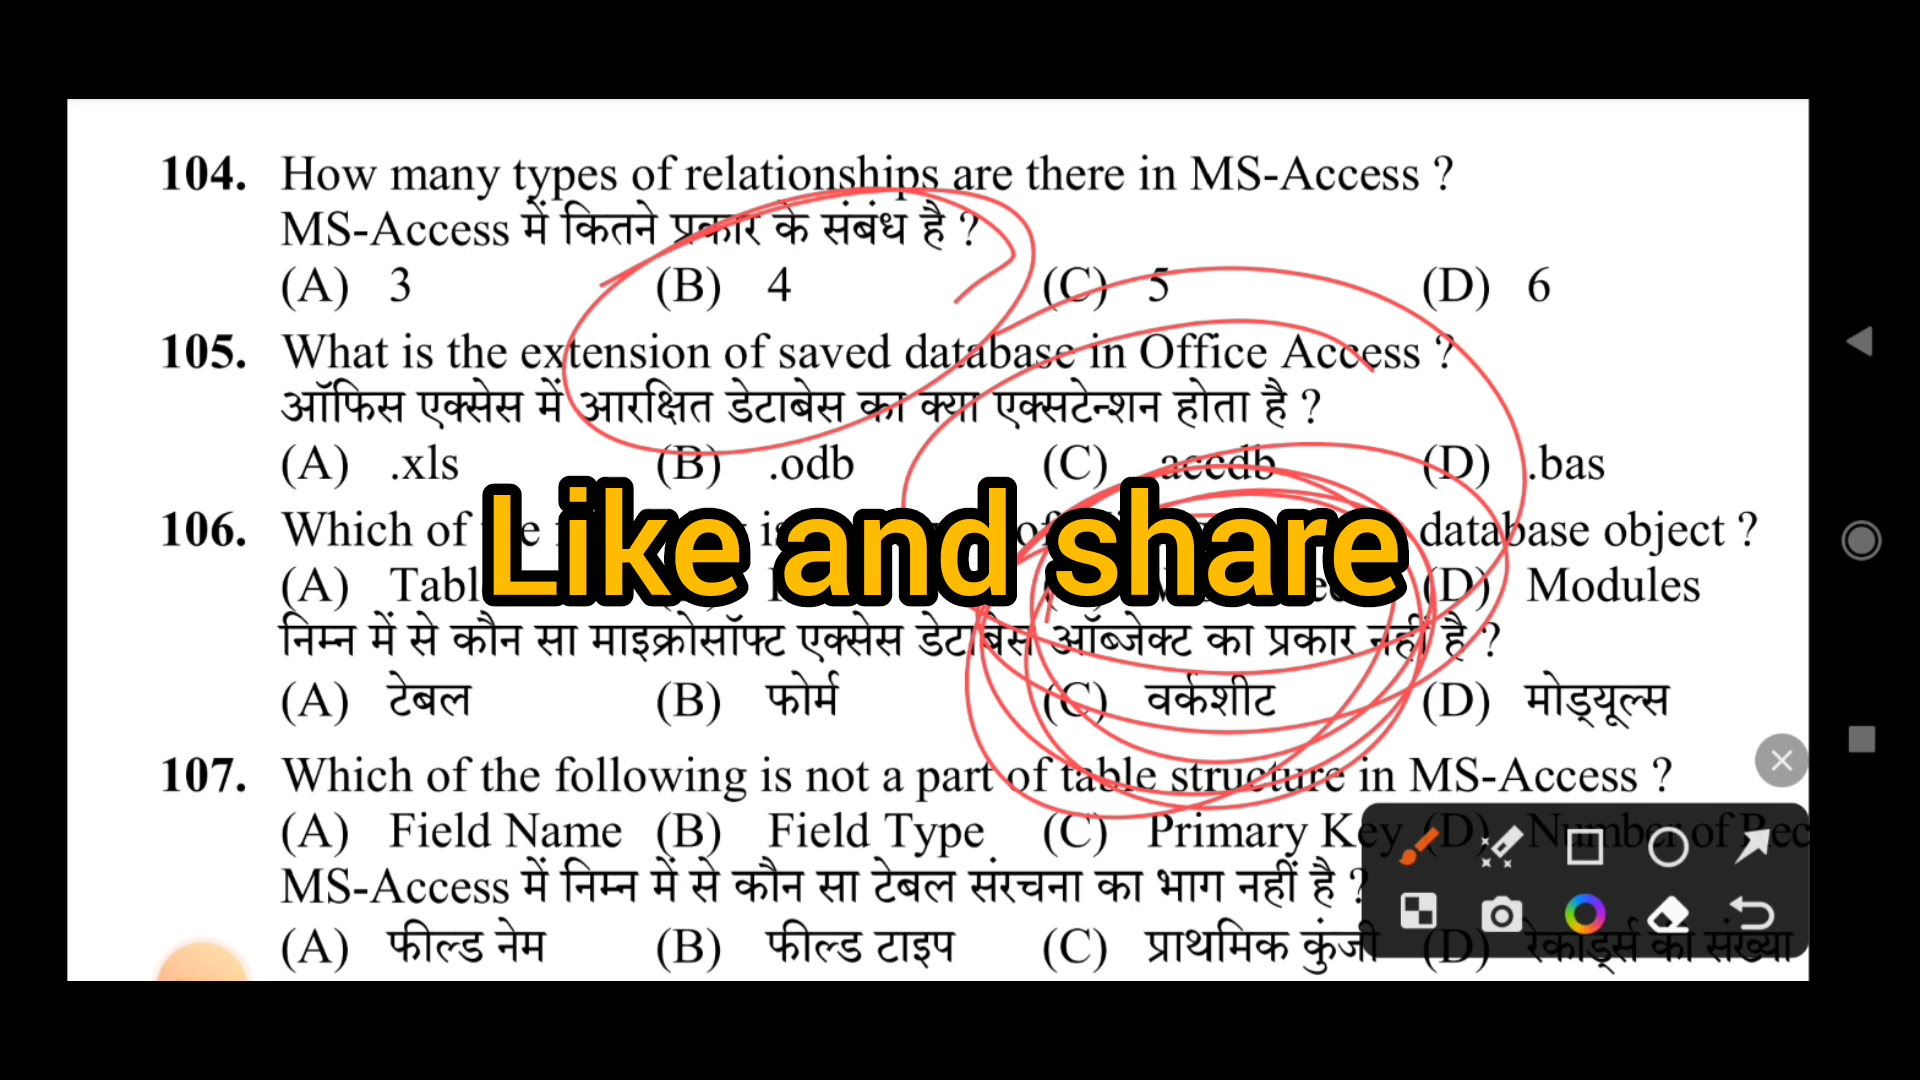 104. How many types of relationships are there in MS-Access ?
MS-Access में कितने प्रकार के संबंध है ?
(A) 3 (B) 4 (C) 5 (D) 6
105. What is the extension of saved database in Office Access ?
ऑफिस एक्सेस में आरक्षित डेटाबेस का क्या एक्सटेन्शन होता है ?
(A) .xls (B) .odb (C) .accdb (D) .bas
Like and share
106. Which of database object ?
(A) (D) Modules
निम्न में से कौन सा माइक्रोसॉफ्ट एक्सेस डेटाबेस ऑब्जेक्ट का प्रकार नहीं है ?
(A) टेबल (B) फोर्म (C) वर्कशीट (D) मोड्यूल्स
107. Which of the following is not a part of table structure in MS-Access ?
(A) Field Name (B) Field Type (C) Primary Key (D) Number of Rec
MS-Access में निम्न में से कौन सा टेबल संरचना का भाग नहीं है ?
(A) फील्ड नेम (B) फील्ड टाइप (C) प्राथमिक कुंजी (D) रेकार्ड्स की संख्या